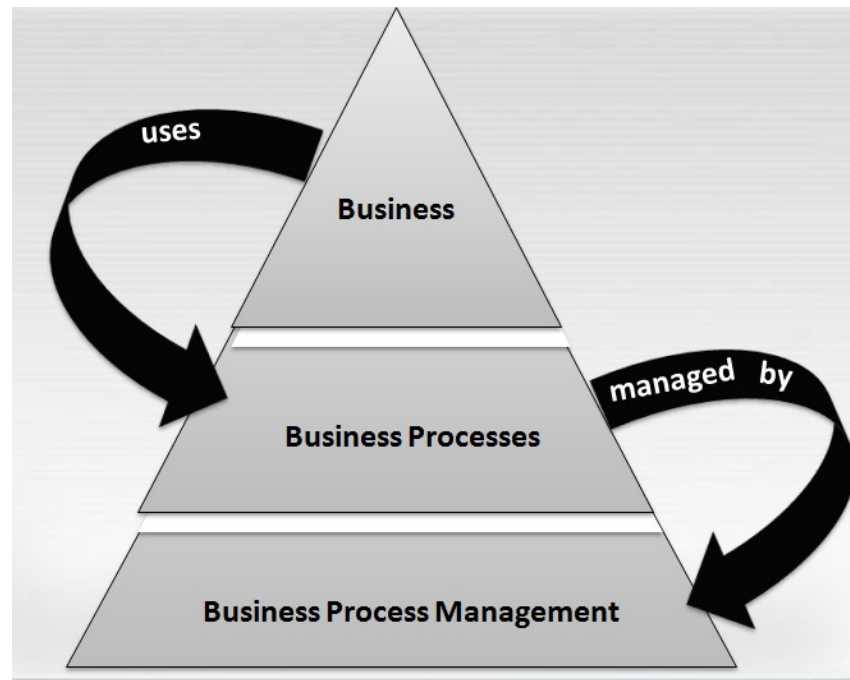 uses
Business
managed by
Business Processes
Business Process Management